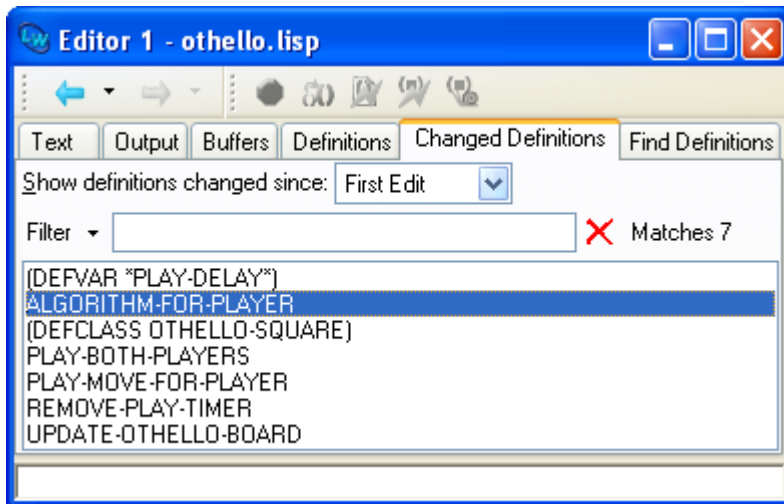 LW Editor 1 - othello.lisp
Text Output Buffers Definitions Changed Definitions Find Definitions
Show definitions changed since: First Edit
Filter Matches 7
(DEFVAR *PLAY-DELAY*)
ALGORITHM-FOR-PLAYER
(DEFCLASS OTHELLO-SQUARE)
PLAY-BOTH-PLAYERS
PLAY-MOVE-FOR-PLAYER
REMOVE-PLAY-TIMER
UPDATE-OTHELLO-BOARD